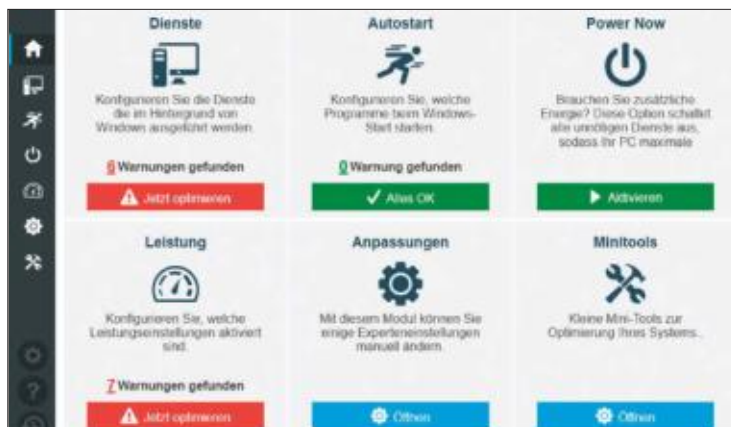 Dienste
Konfigurieren Sie die Dienste
die im Hintergrund von
Windows ausgeführt werden.
6 Warnungen gefunden
Jetzt optimieren
Autostart
Konfigurieren Sie, welche
Programme beim Windows-
Start starten.
0 Warnung gefunden
Alles OK
Power Now
Brauchen Sie zusätzliche
Energie? Diese Option schaltet
alle unnötigen Dienste aus,
sodass Ihr PC maximale
Aktivieren
Leistung
Konfigurieren Sie, welche
Leistungseinstellungen aktiviert
sind.
7 Warnungen gefunden
Jetzt optimieren
Anpassungen
Mit diesem Modul können Sie
einige Experteneinstellungen
manuell ändern.
Öffnen
Minitools
Kleine Mini-Tools zur
Optimierung Ihres Systems..
Öffnen